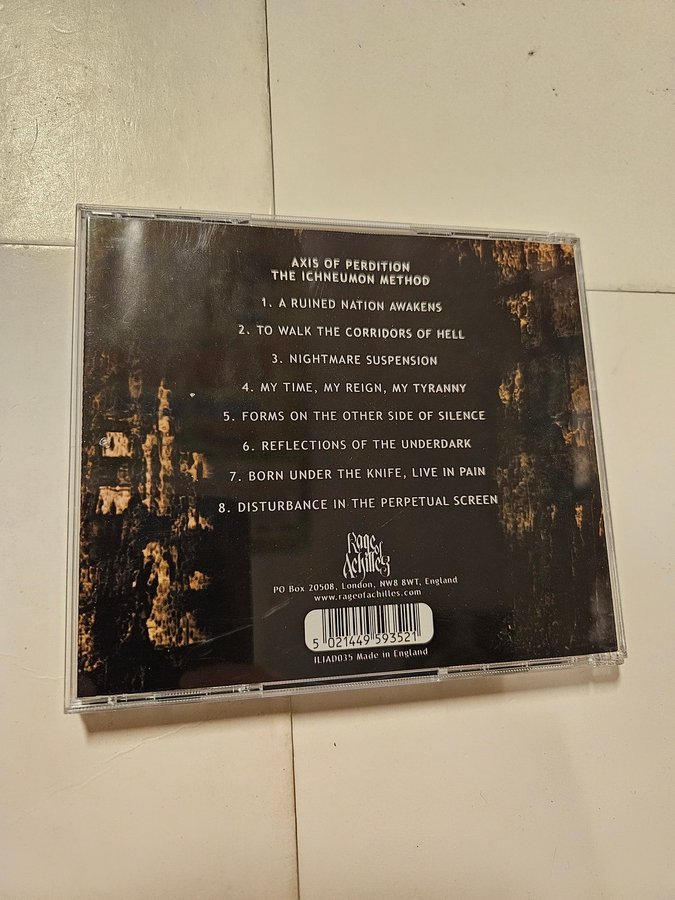 AXIS OF PERDITION
THE ICHNEUMON METHOD
1. A RUINED NATION AWAKENS
2. TO WALK THE CORRIDORS OF HELL
3. NIGHTMARE SUSPENSION
4. MY TIME, MY REIGN, MY TYRANNY
5. FORMS ON THE OTHER SIDE OF SILENCE
6. REFLECTIONS OF THE UNDERDARK
7. BORN UNDER THE KNIFE, LIVE IN PAIN
8. DISTURBANCE IN THE PERPETUAL SCREEN
Rage
of
Achilles
PO Box 20508, London, NW8 8WT, England
www.rageofachilles.com
5 021449 593521
ILIAD035 Made in England